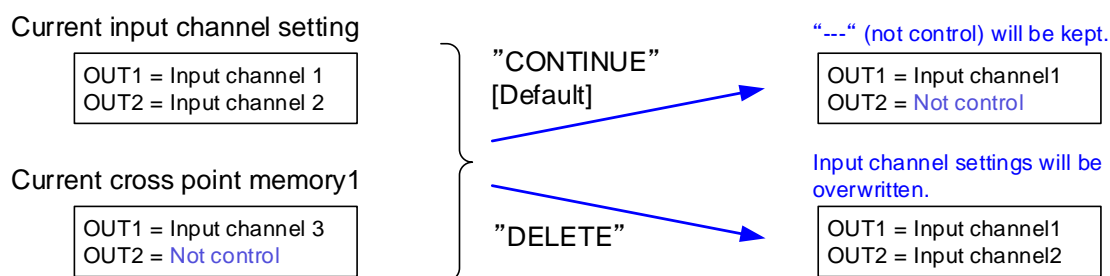 Current input channel setting
OUT1 = Input channel 1
OUT2 = Input channel 2
Current cross point memory1
OUT1 = Input channel 3
OUT2 = Not control
”CONTINUE”
[Default]
”DELETE”
“---“ (not control) will be kept.
OUT1 = Input channel1
OUT2 = Not control
Input channel settings will be
overwritten.
OUT1 = Input channel1
OUT2 = Input channel2